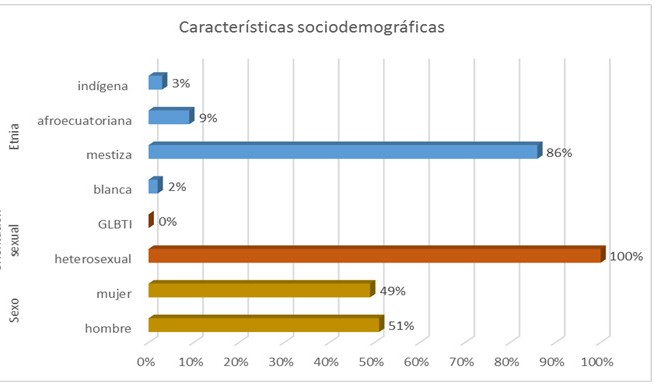 Características sociodemográficas
Etnia
indígena 3%
afroecuatoriana 9%
mestiza 86%
blanca 2%
sexual
GLBTI 0%
heterosexual 100%
Sexo
mujer 49%
hombre 51%
0% 10% 20% 30% 40% 50% 60% 70% 80% 90% 100%